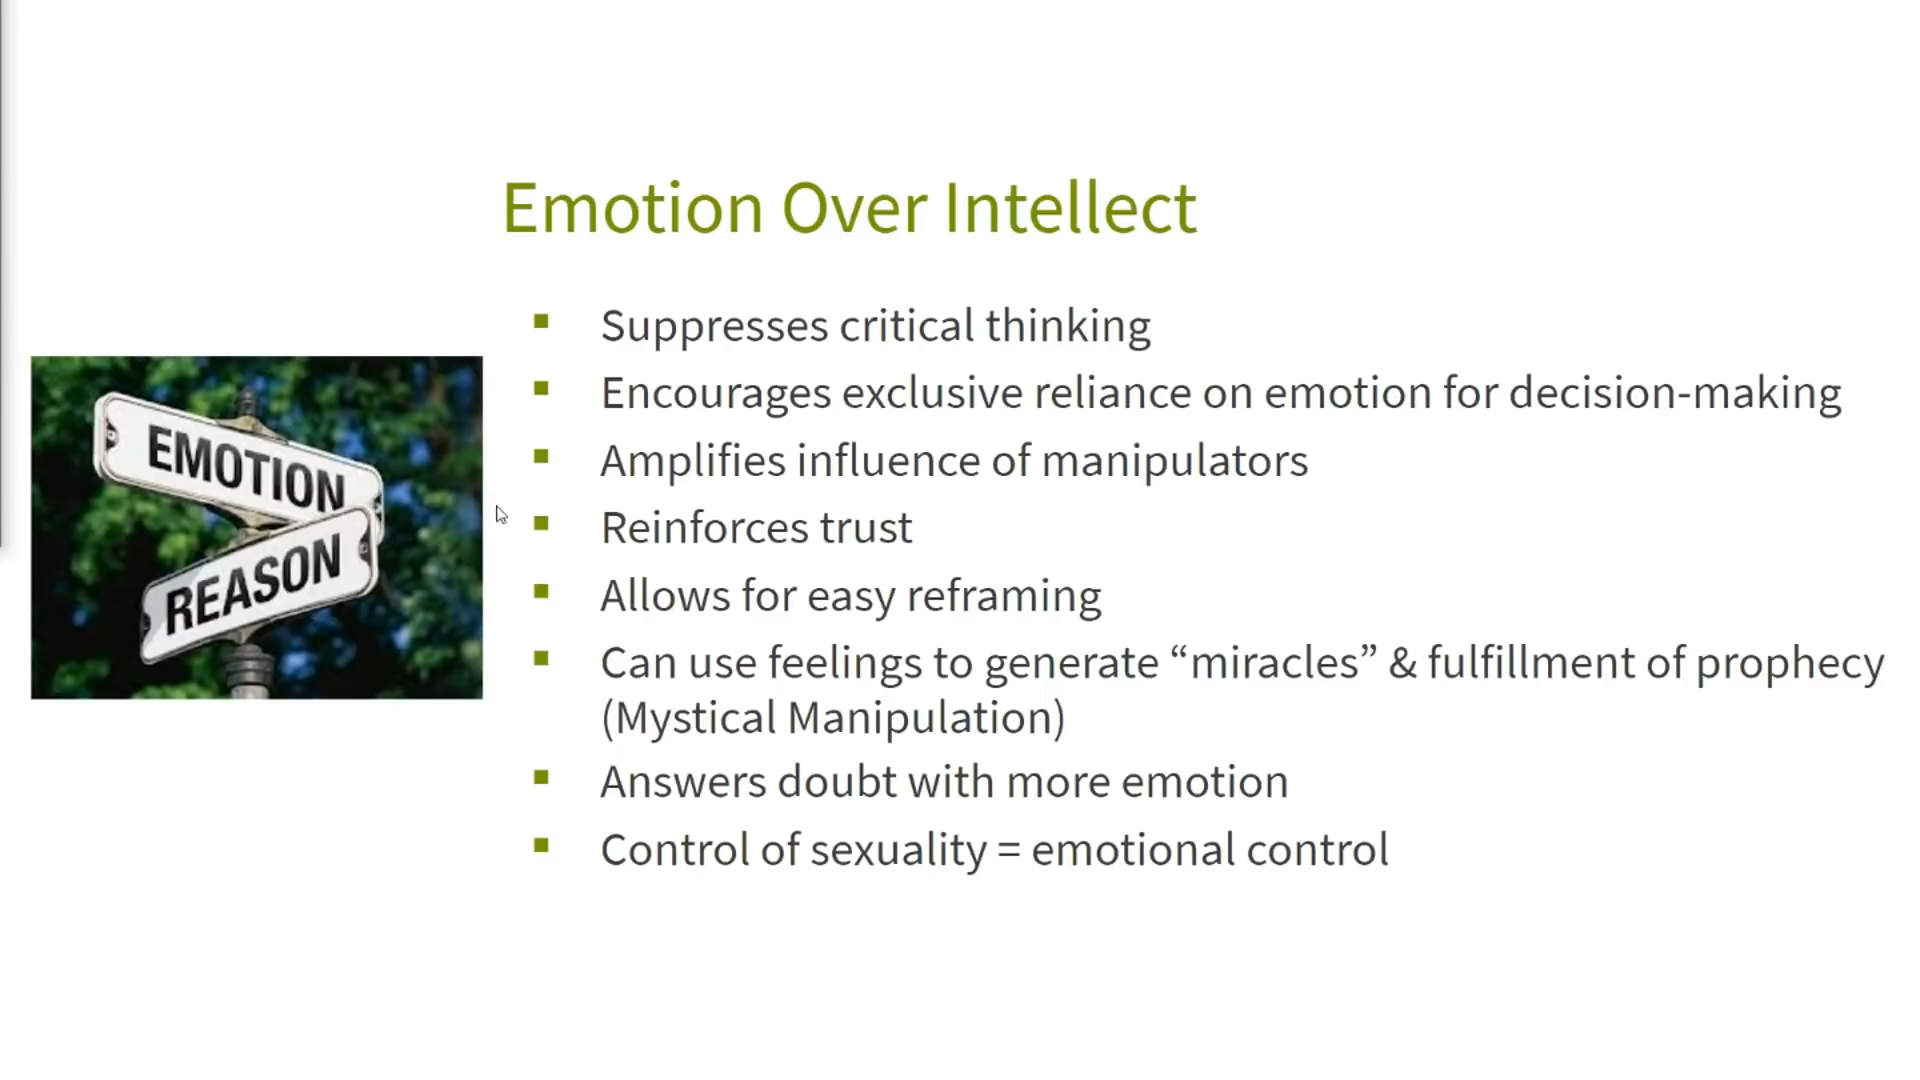 Emotion Over Intellect
Suppresses critical thinking
Encourages exclusive reliance on emotion for decision-making
Amplifies influence of manipulators
Reinforces trust
Allows for easy reframing
Can use feelings to generate “miracles” & fulfillment of prophecy
(Mystical Manipulation)
Answers doubt with more emotion
Control of sexuality = emotional control
EMOTION
REASON